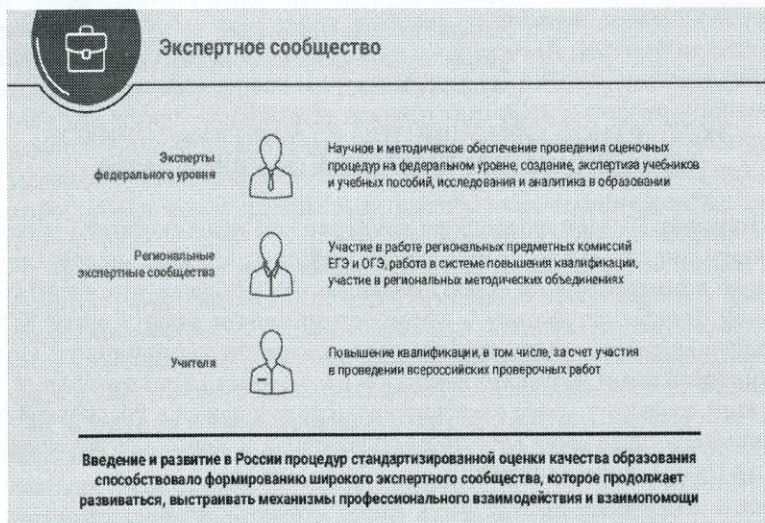 Экспертное сообщество
Эксперты
федерального уровня
Научное и методическое обеспечение проведения оценочных
процедур на федеральном уровне, создание, экспертиза учебников
и учебных пособий, исследования и аналитика в образовании
Региональные
экспертные сообщества
Участие в работе региональных предметных комиссий
ЕГЭ и ОГЭ, работа в системе повышения квалификации,
участие в региональных методических объединениях
Учителя
Повышение квалификации, в том числе, за счет участия
в проведении всероссийских проверочных работ
Введение и развитие в России процедур стандартизированной оценки качества образования
способствовало формированию широкого экспертного сообщества, которое продолжает
развиваться, выстраивать механизмы профессионального взаимодействия и взаимопомощи